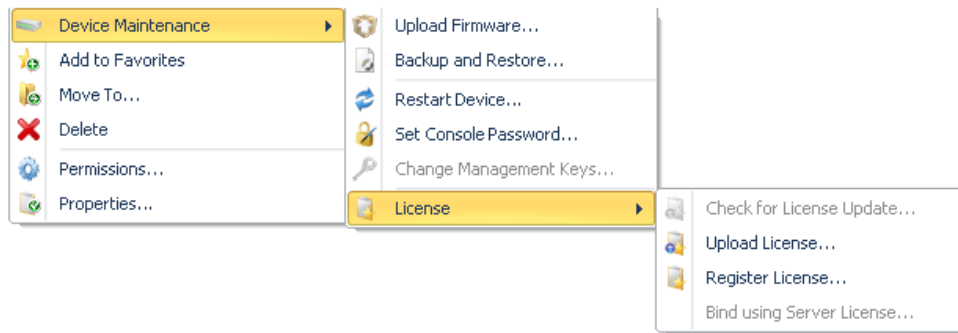 Device Maintenance
Add to Favorites
Move To...
Delete
Permissions...
Properties...
Upload Firmware...
Backup and Restore...
Restart Device...
Set Console Password...
Change Management Keys...
License
Check for License Update...
Upload License...
Register License...
Bind using Server License...